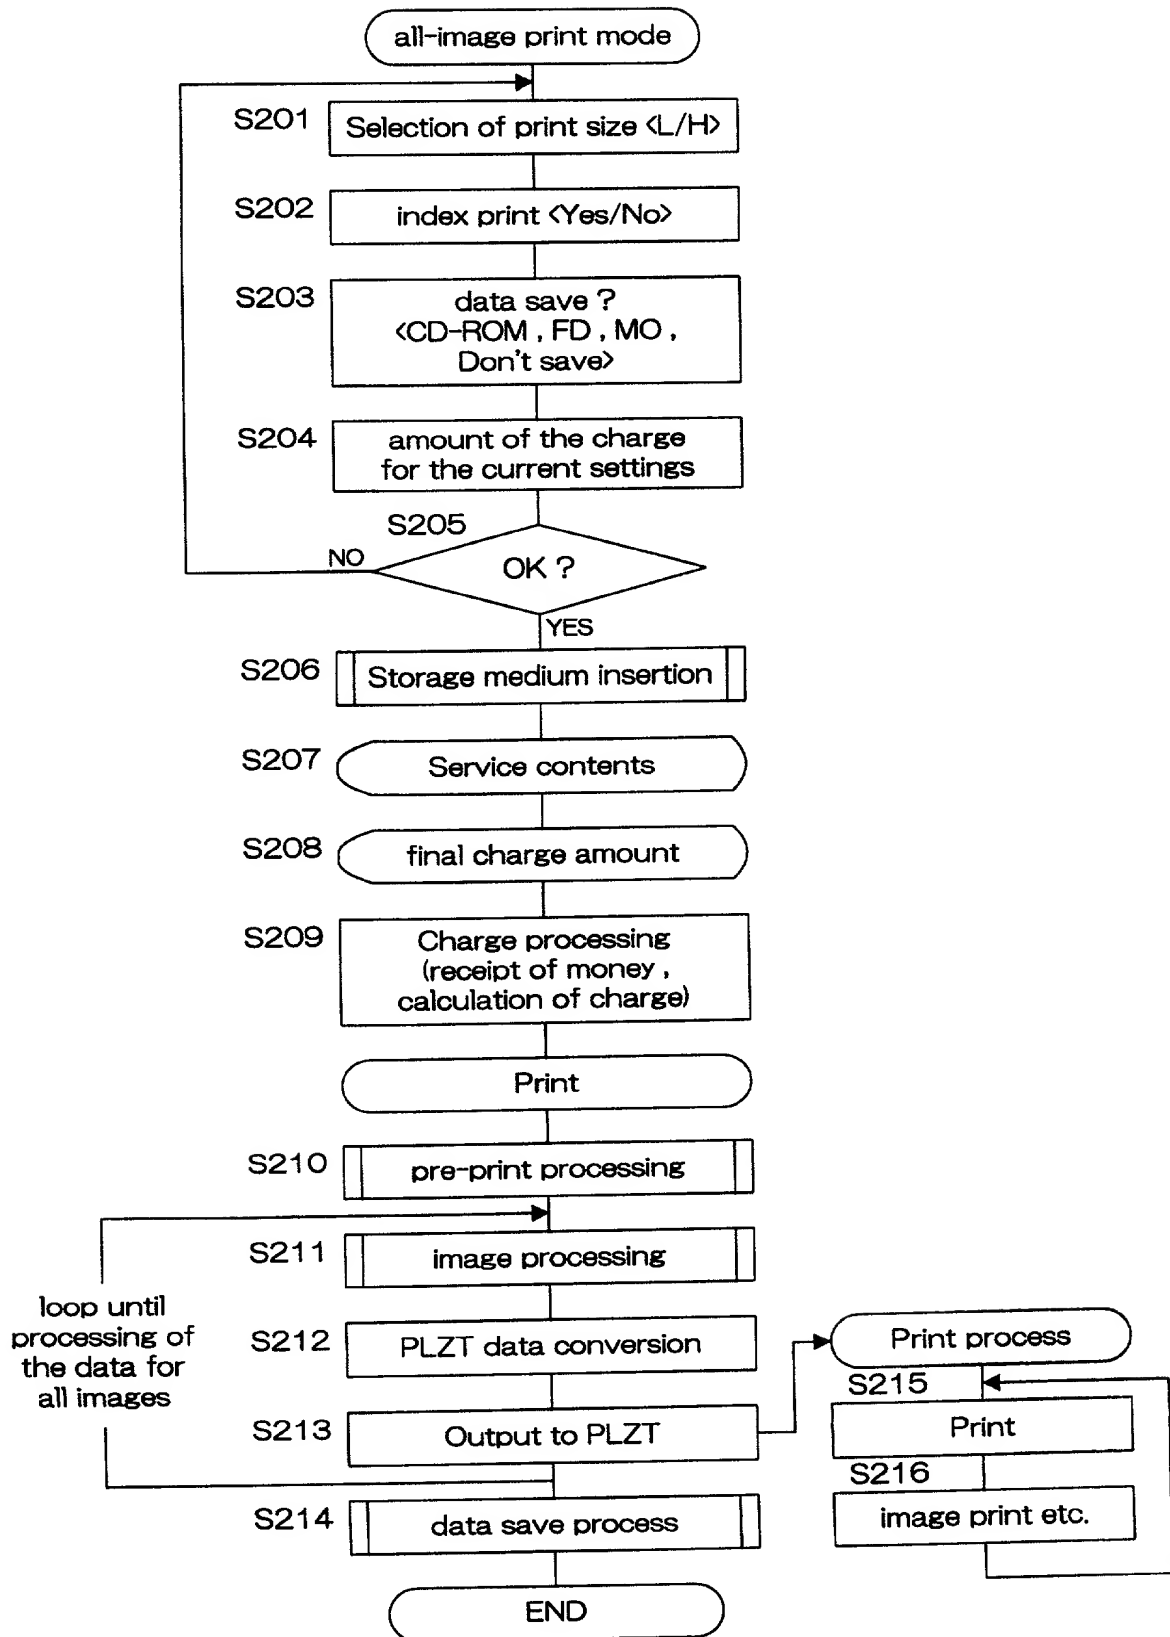 all-image print mode
S201
Selection of print size <L/H>
S202
index print <Yes/No>
S203
data save ?
<CD-ROM , FD , MO ,
Don't save>
S204
amount of the charge
for the current settings
S205
NO
OK ?
YES
S206
Storage medium insertion
S207
Service contents
S208
final charge amount
S209
Charge processing
(receipt of money ,
calculation of charge)
Print
S210
pre-print processing
S211
image processing
loop until
processing of
the data for
all images
S212
PLZT data conversion
S213
Output to PLZT
S214
data save process
END
Print process
S215
Print
S216
image print etc.